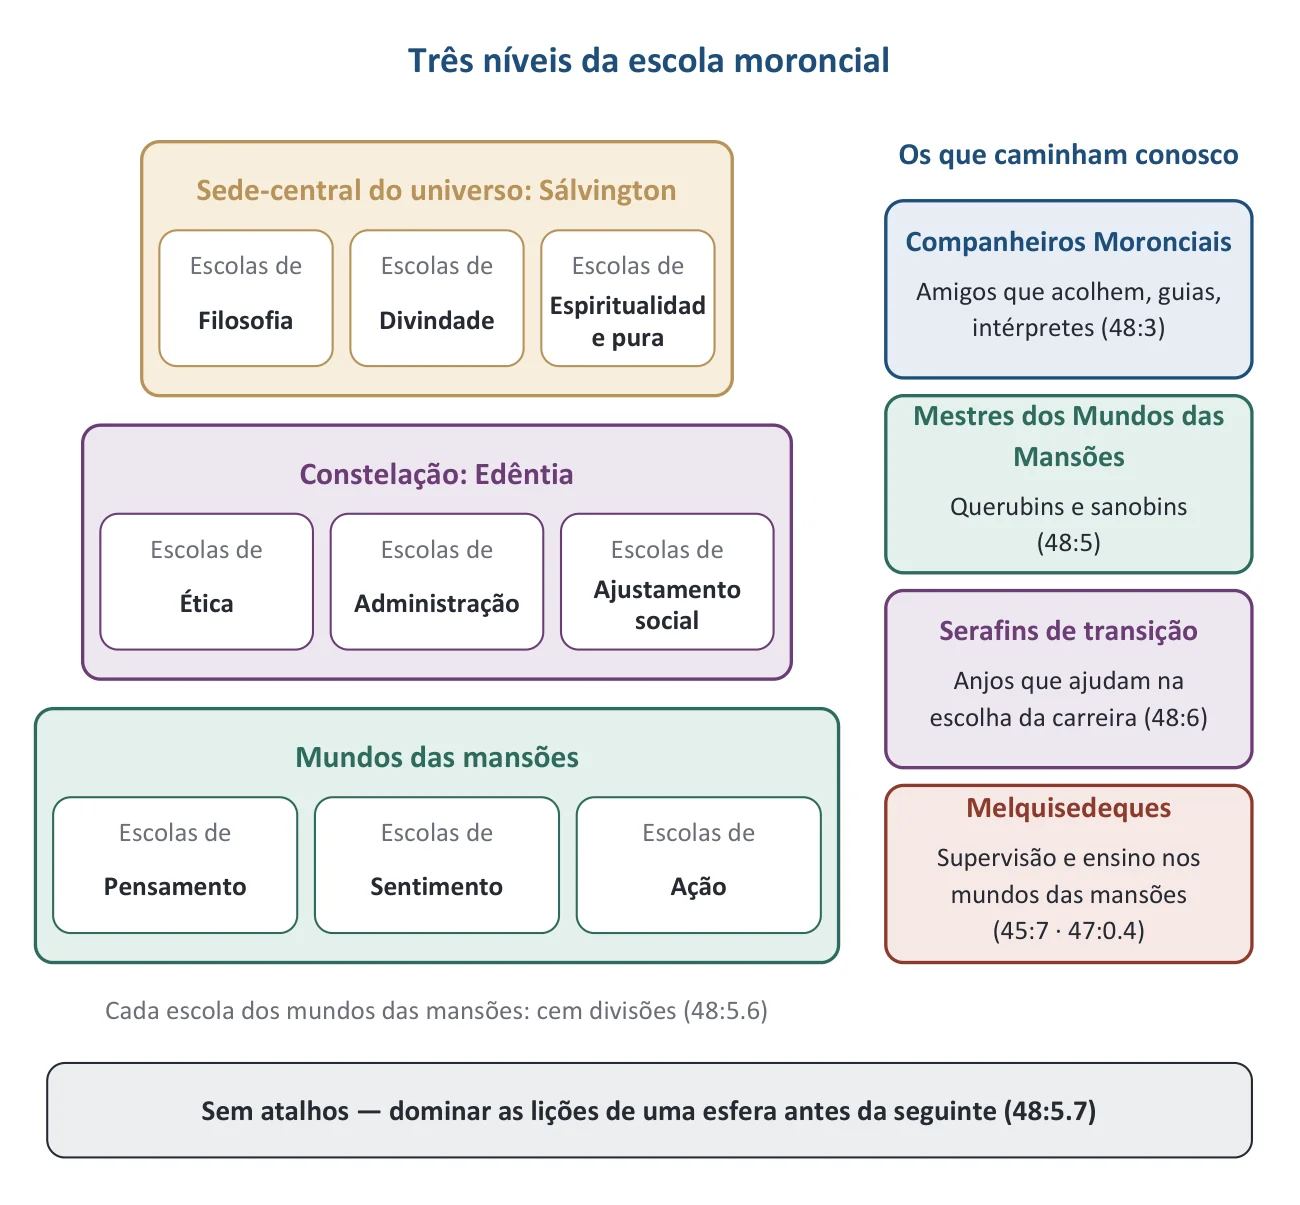 Três níveis da escola moroncial
Sede-central do universo: Sálvington
Escolas de
Filosofia
Escolas de
Divindade
Escolas de
Espiritualidad
e pura
Constelação: Edêntia
Escolas de
Ética
Escolas de
Administração
Escolas de
Ajustamento
social
Mundos das mansões
Escolas de
Pensamento
Escolas de
Sentimento
Escolas de
Ação
Cada escola dos mundos das mansões: cem divisões (48:5.6)
Os que caminham conosco
Companheiros Moronciais
Amigos que acolhem, guias,
intérpretes (48:3)
Mestres dos Mundos das
Mansões
Querubins e sanobins
(48:5)
Serafins de transição
Anjos que ajudam na
escolha da carreira (48:6)
Melquisedeques
Supervisão e ensino nos
mundos das mansões
(45:7 · 47:0.4)
Sem atalhos — dominar as lições de uma esfera antes da seguinte (48:5.7)